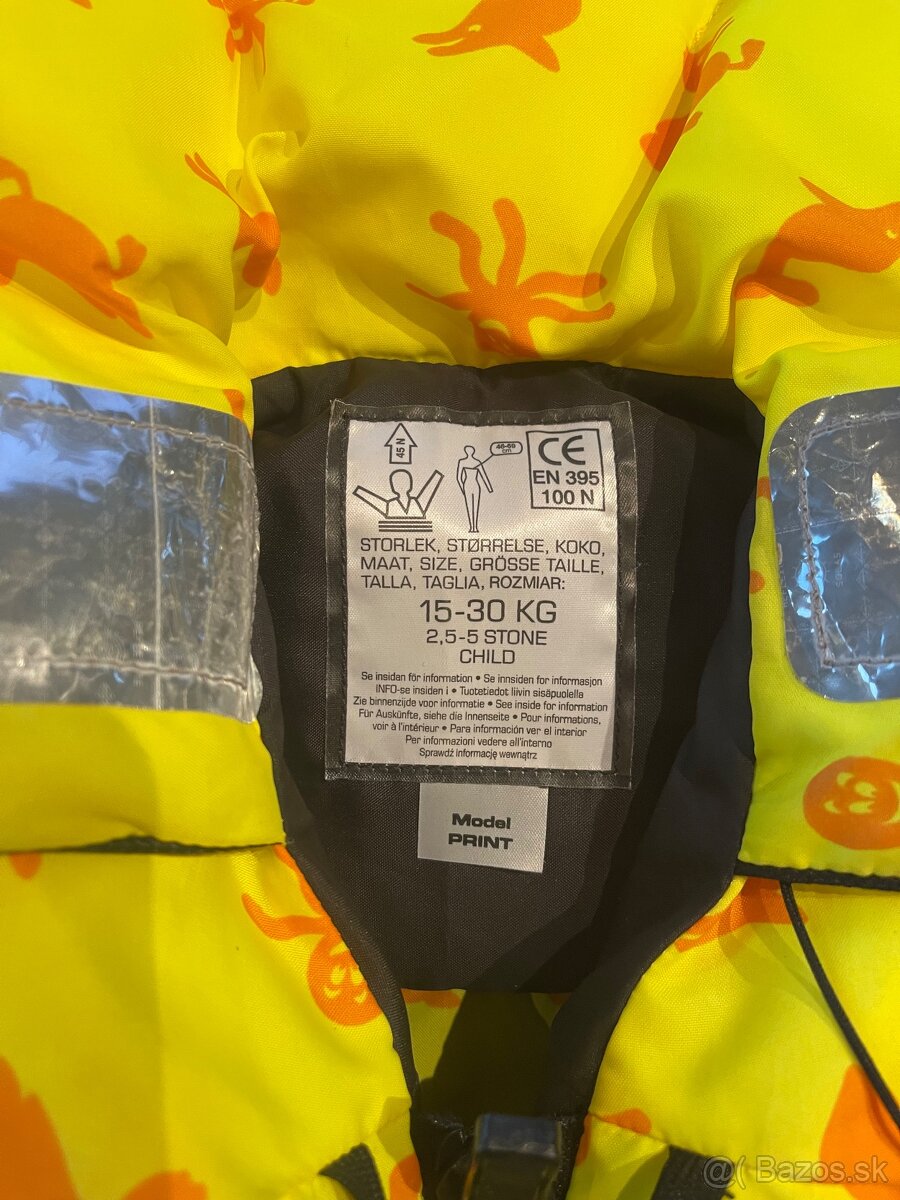 45 N
46-69
cm
CE
EN 395
100 N
STORLEK, STØRRELSE, KOKO,
MAAT, SIZE, GRÖSSE TAILLE,
TALLA, TAGLIA, ROZMIAR:
15-30 KG
2,5-5 STONE
CHILD
Se insidan för information • Se innsiden for informasjon
INFO-se insiden i • Tuotetiedot liivin sisäpuolella
Zie binnenzijde voor informatie • See inside for information
Für Auskünfte, siehe die Innenseite • Pour informations,
voir à l'intérieur • Para información ver el interior
Per informazioni vedere all'interno
Sprawdź informację wewnątrz
Model
PRINT
@( Bazos.sk